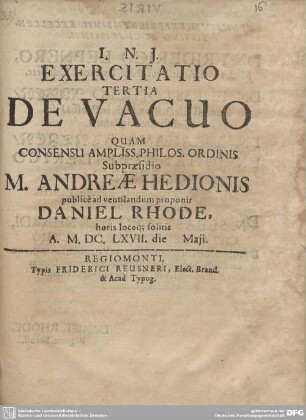 16
I. N. J.
EXERCITATIO
TERTIA
DE VACUO
QUAM
CONSENSU AMPLISS. PHILOS. ORDINIS
Subpræsidio
M. ANDREÆ HEDIONIS
publicè ad ventilandum proponit
DANIEL RHODE,
horis locoq; solitis
A. M. DC. LXVII. die Maji.
REGIOMONTI,
Typis FRIDERICI REUSNERI, Elect. Brand.
& Acad Typog.